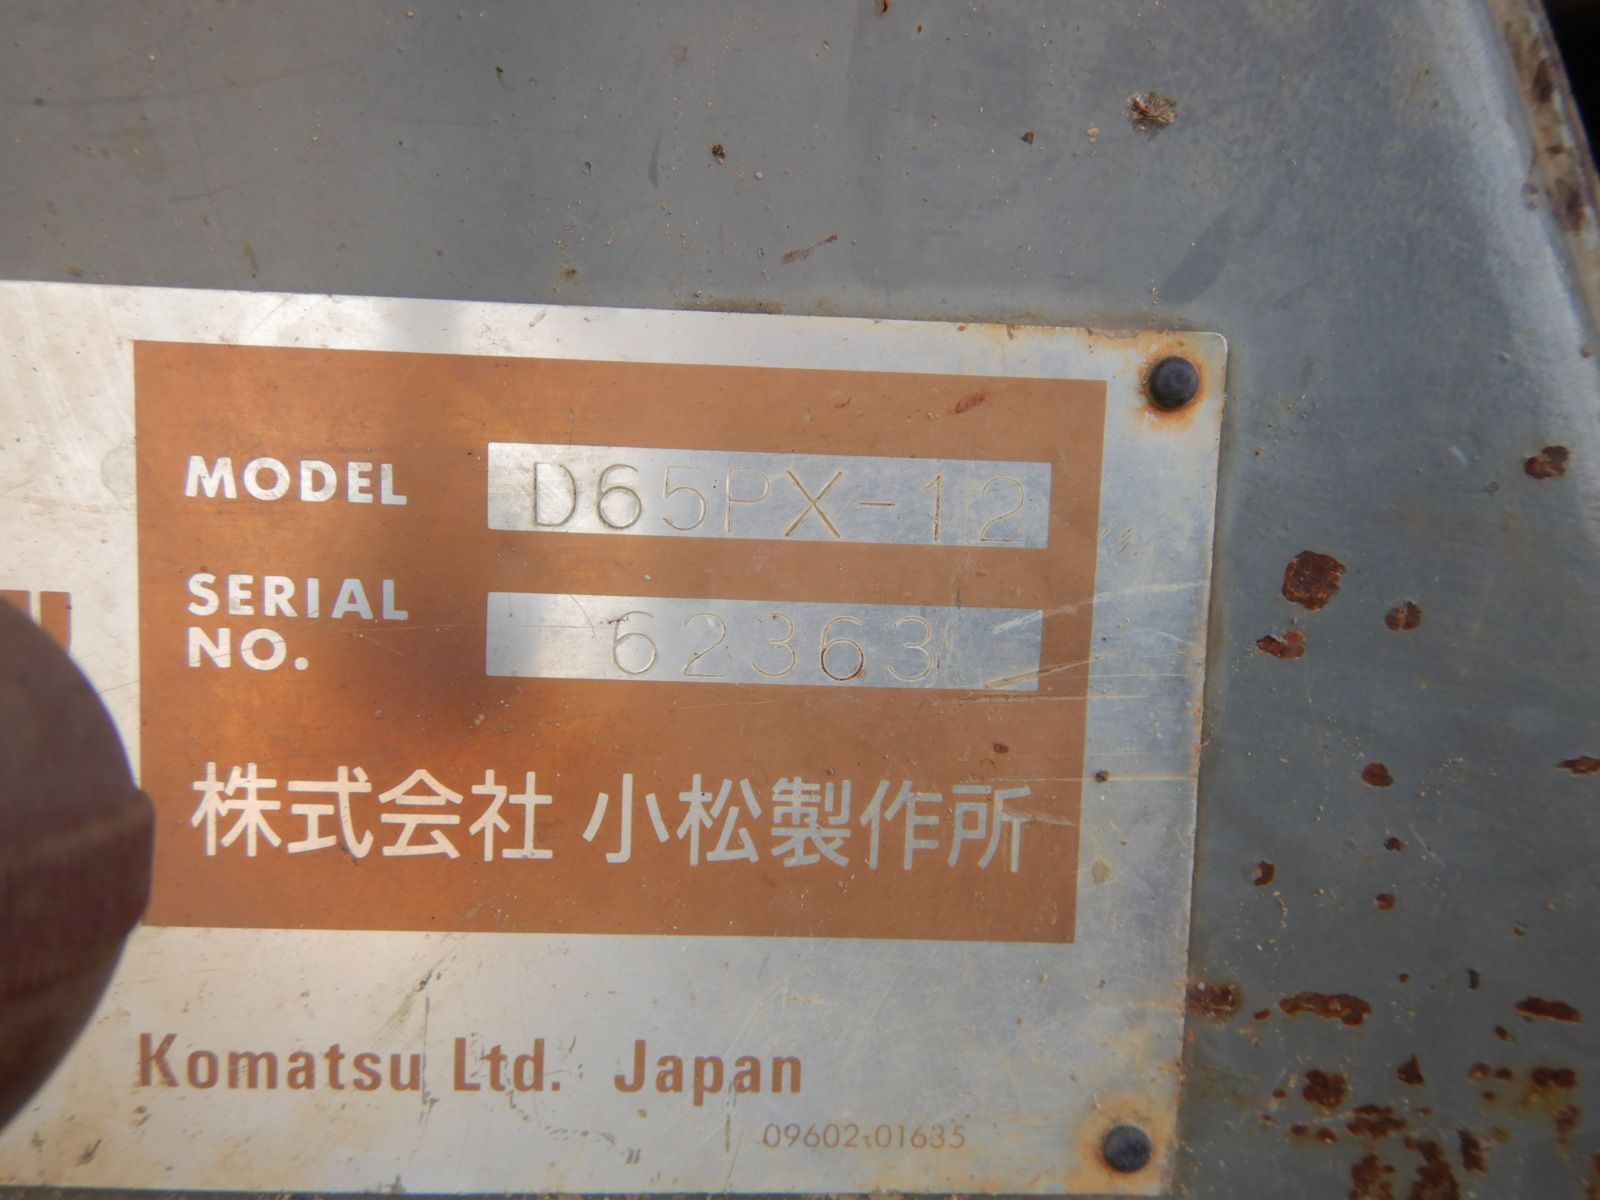 MODEL D65PX-12
SERIAL NO. 62363
株式会社 小松製作所
Komatsu Ltd. Japan
09602-01635